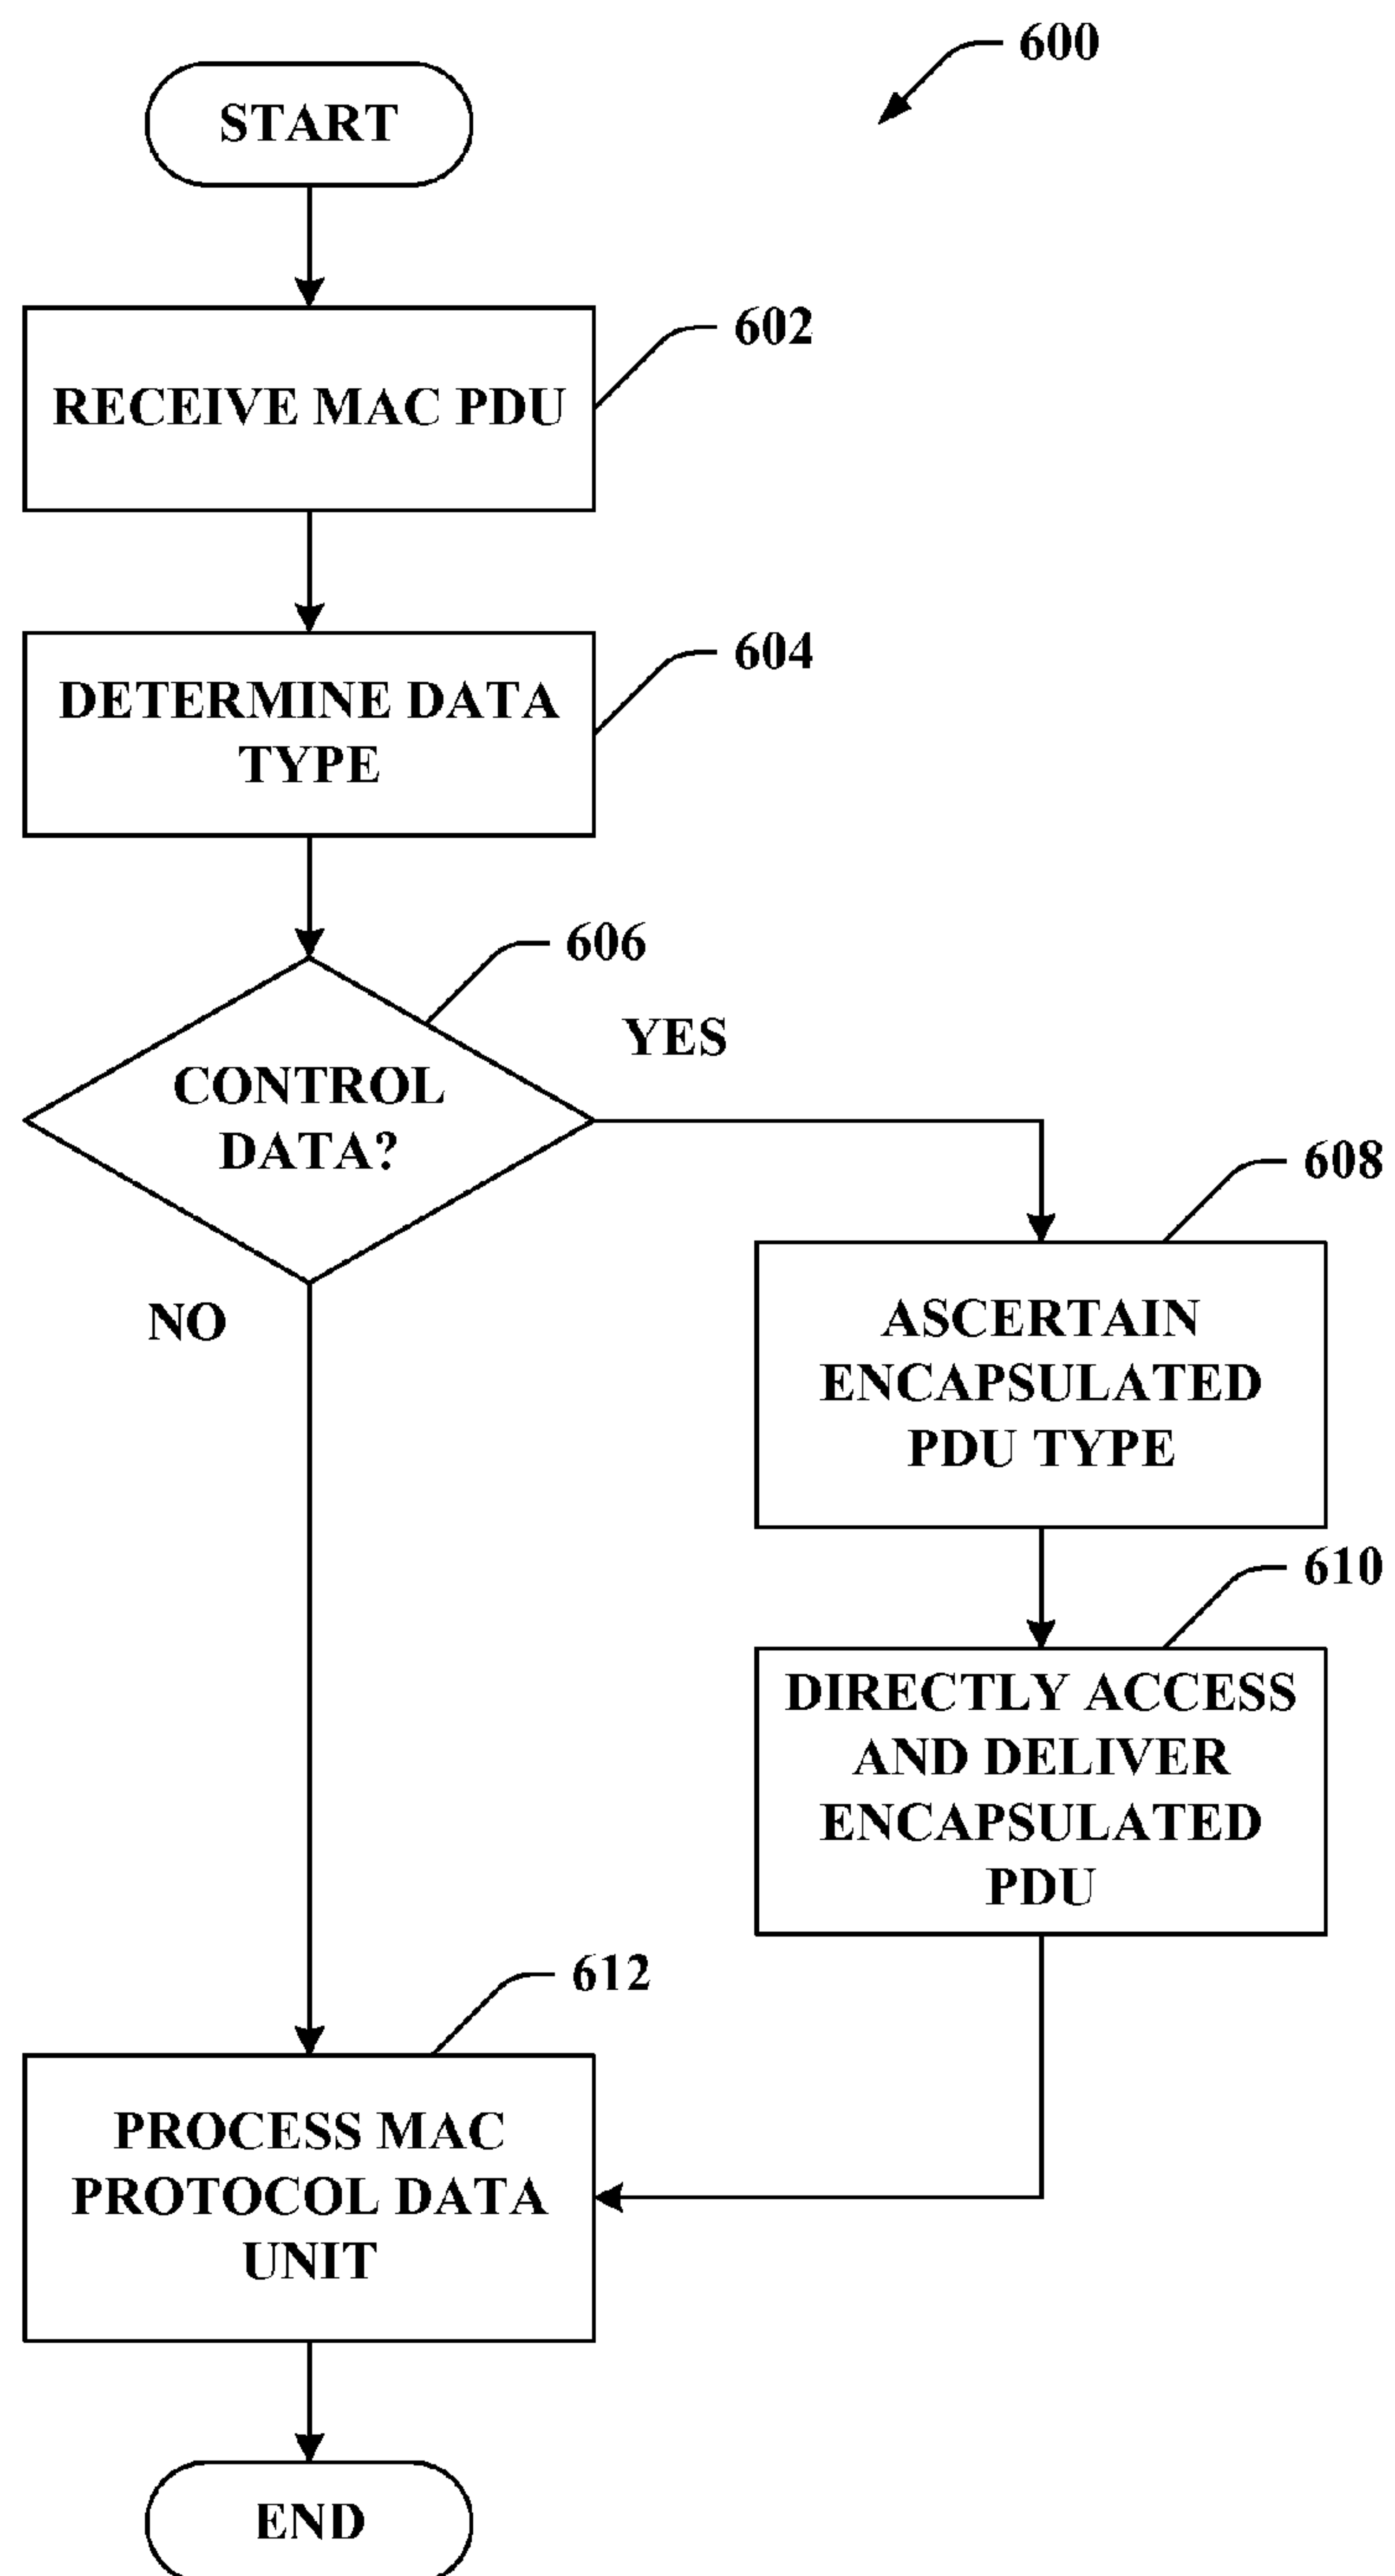 600
START
602
RECEIVE MAC PDU
604
DETERMINE DATA
TYPE
606
YES
CONTROL
DATA?
608
NO
ASCERTAIN
ENCAPSULATED
PDU TYPE
610
DIRECTLY ACCESS
AND DELIVER
ENCAPSULATED
PDU
612
PROCESS MAC
PROTOCOL DATA
UNIT
END